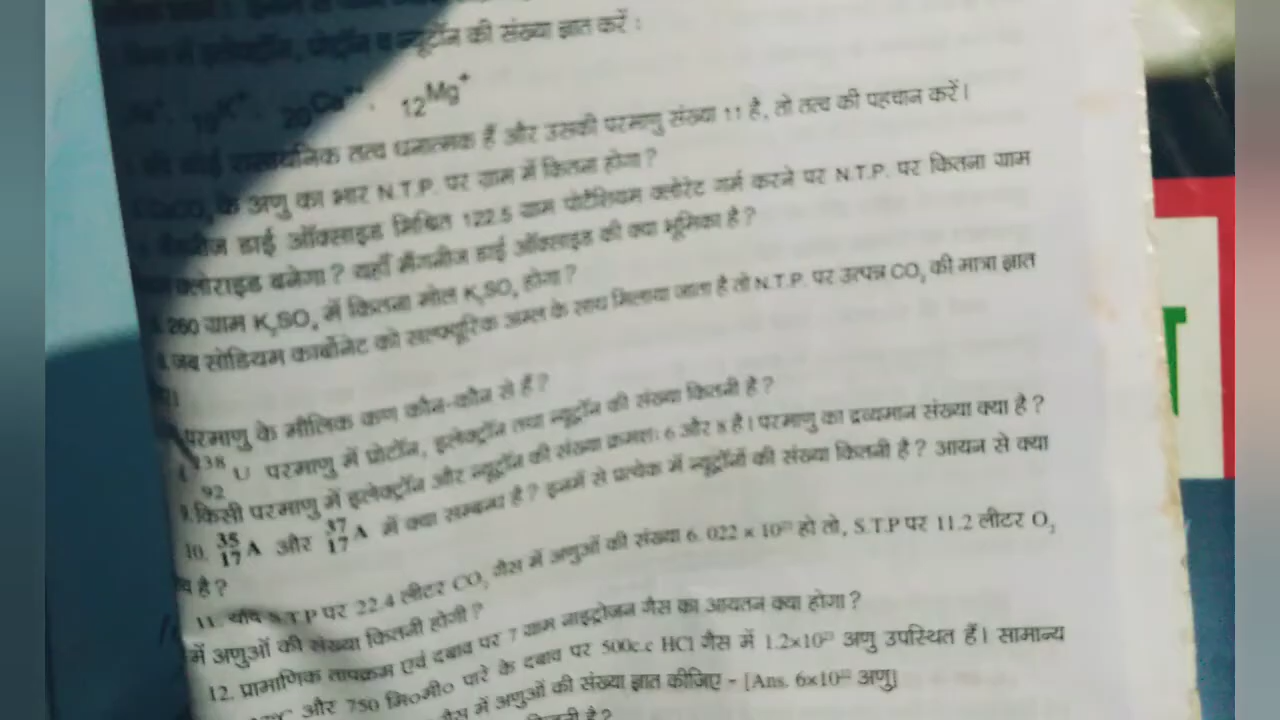 की संख्या ज्ञात करें :
12Mg+
तत्व धनात्मक हैं और उसकी परमाणु संख्या 11 है, तो तत्व की पहचान करें।
के अणु का भार N.T.P. पर ग्राम में कितना होगा ?
डाई ऑक्साइड मिश्रित 122.5 ग्राम पोटैशियम क्लोरेट गर्म करने पर N.T.P. पर कितना ग्राम
क्लोराइड बनेगा ? यहाँ मैंगनीज डाई ऑक्साइड की क्या भूमिका है ?
260 ग्राम K2SO4 में कितना मोल K2SO4 होगा ?
जब सोडियम कार्बोनेट को सल्फ्यूरिक अम्ल के साथ मिलाया जाता है तो N.T.P. पर उत्पन्न CO2 की मात्रा ज्ञात
परमाणु के मौलिक कण कौन-कौन से हैं ?
238 92 U परमाणु में प्रोटॉन, इलेक्ट्रॉन तथा न्यूट्रॉन की संख्या कितनी है ?
9. किसी परमाणु में इलेक्ट्रॉन और न्यूट्रॉन की संख्या क्रमशः 6 और 8 है। परमाणु का द्रव्यमान संख्या क्या है ?
10. 35 17 A और 37 17 A में क्या सम्बन्ध है ? इनमें से प्रत्येक में न्यूट्रॉनों की संख्या कितनी है ? आयन से क्या
है ?
11. यदि S.T.P पर 22.4 लीटर CO2 गैस में अणुओं की संख्या 6.022 × 10²³ हो तो, S.T.P पर 11.2 लीटर O2
में अणुओं की संख्या कितनी होगी ?
12. प्रामाणिक तापक्रम एवं दबाव पर 7 ग्राम नाइट्रोजन गैस का आयतन क्या होगा ?
और 750 मि०मी० पारे के दबाव पर 500c.c HCl गैस में 1.2×10²² अणु उपस्थित हैं। सामान्य
गैस में अणुओं की संख्या ज्ञात कीजिए - [Ans. 6×10²² अणु]